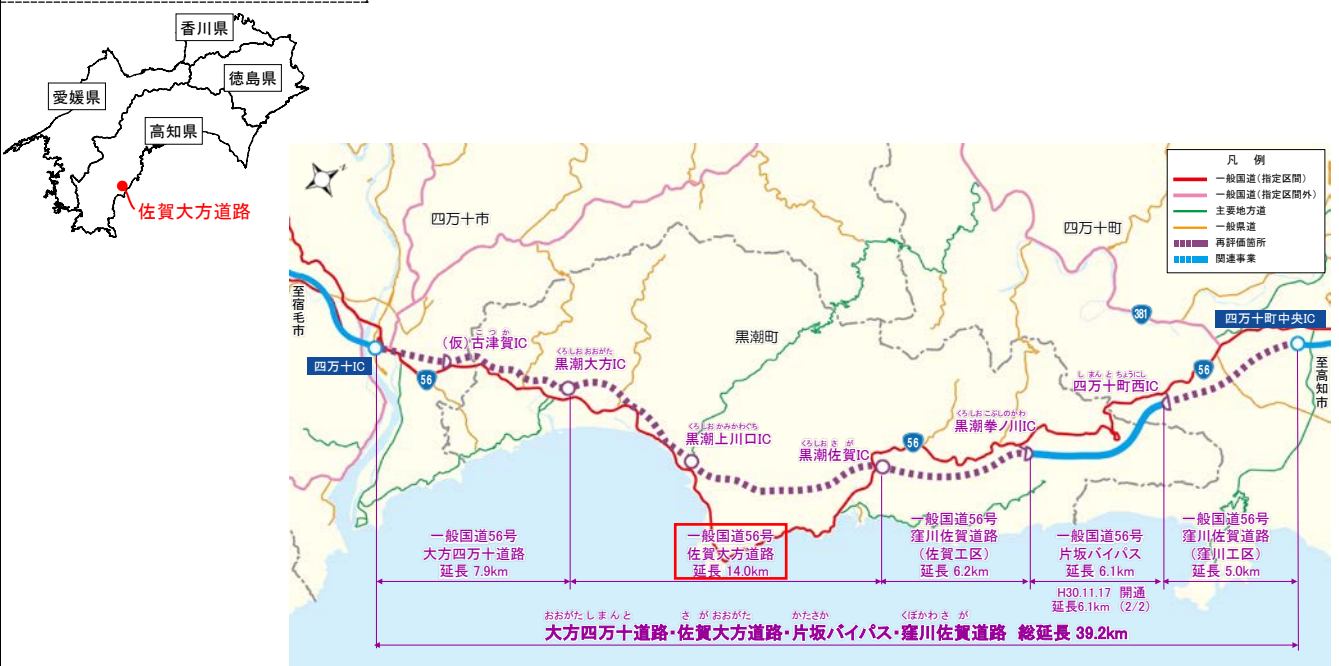 香川県
徳島県
愛媛県
高知県
佐賀大方道路
凡 例
一般国道(指定区間)
一般国道(指定区間外)
主要地方道
一般県道
再評価箇所
関連事業
四万十市
四万十町
黒潮町
至宿毛市
至高知市
381
四万十町中央IC
56
こつか
(仮)古津賀IC
四万十IC
56
くろしおおおがた
黒潮大方IC
しまんとちょうにし
四万十町西IC
くろしおかみかわぐち
黒潮上川口IC
くろしおさが
黒潮佐賀IC
56
くろしおこぶしのかわ
黒潮拳ノ川IC
一般国道56号
大方四万十道路
延長 7.9km
一般国道56号
佐賀大方道路
延長 14.0km
一般国道56号
窪川佐賀道路
(佐賀工区)
延長 6.2km
一般国道56号
片坂バイパス
延長 6.1km
H30.11.17 開通
延長6.1km (2/2)
一般国道56号
窪川佐賀道路
(窪川工区)
延長 5.0km
おおがたしまんと さがおおがた かたさか くぼかわさが
大方四万十道路・佐賀大方道路・片坂バイパス・窪川佐賀道路 総延長 39.2km